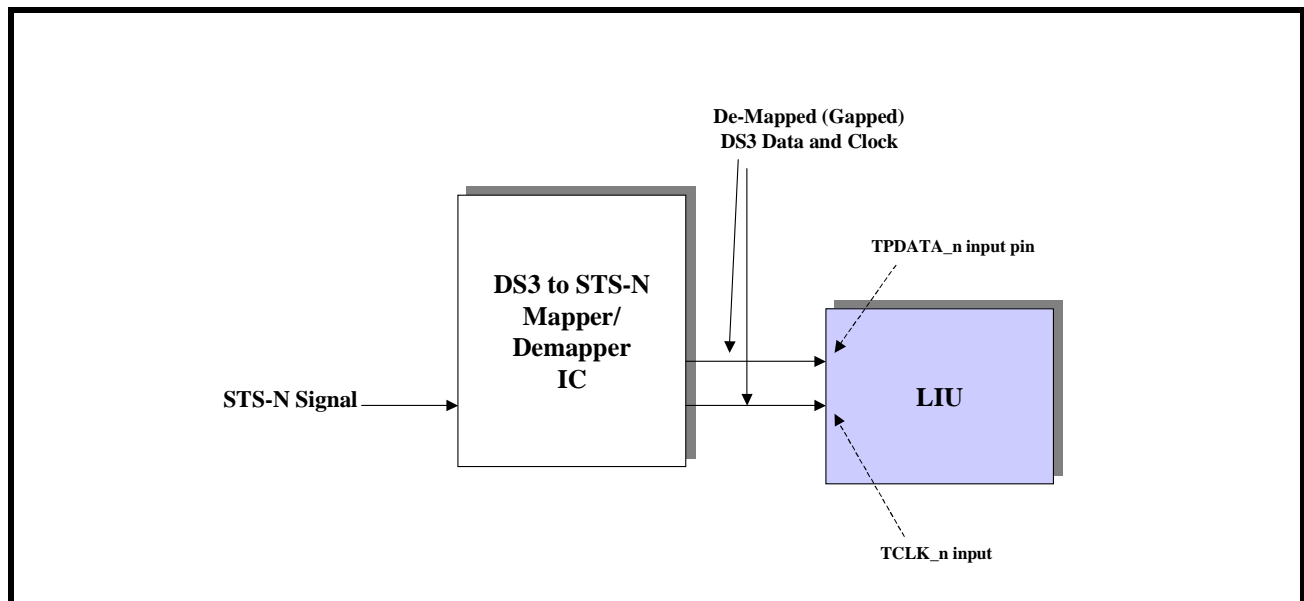 De-Mapped (Gapped)
DS3 Data and Clock
TPDATA_n input pin
DS3 to STS-N
Mapper/
Demapper
IC
STS-N Signal
LIU
TCLK_n input